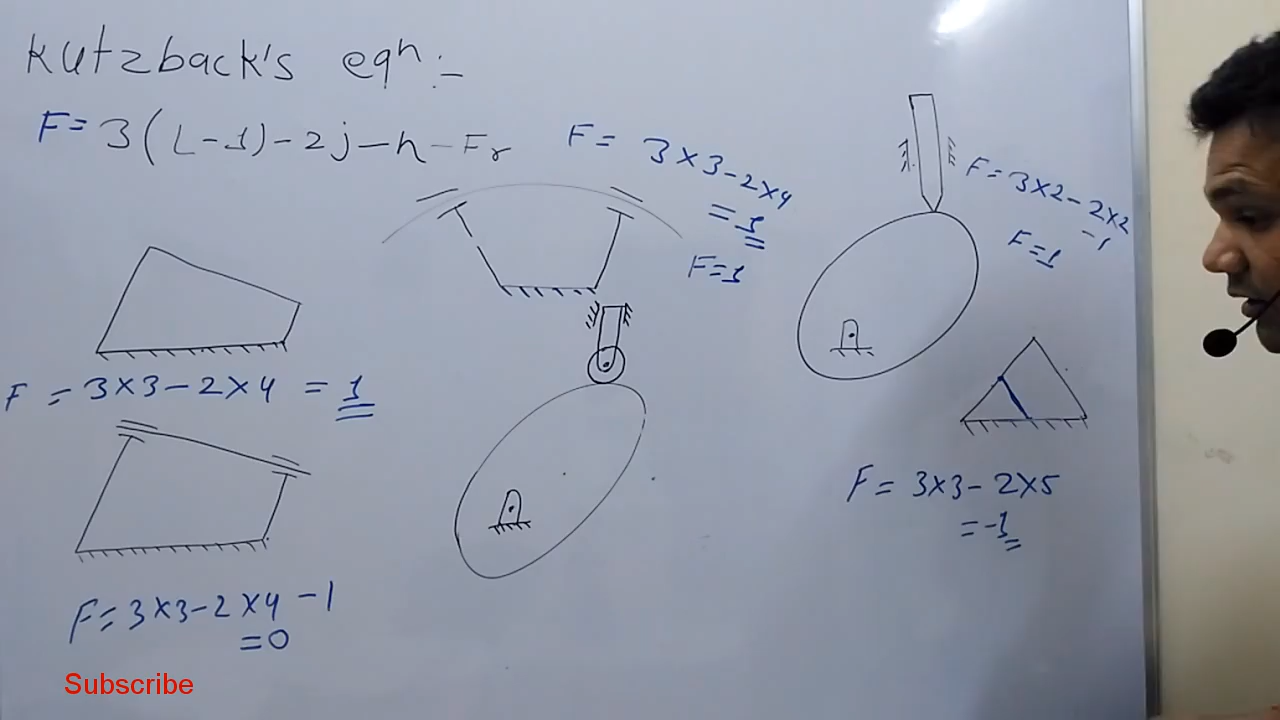 Kutzback's eqn :-
F= 3(L-1)-2j-h-Fr
F= 3×3-2×4
= 1
F=1
F=3×2-2×2
-1
F=1
F = 3×3-2×4 = 1
F= 3×3-2×5
=-1
F= 3×3-2×4 -1
=0
Subscribe